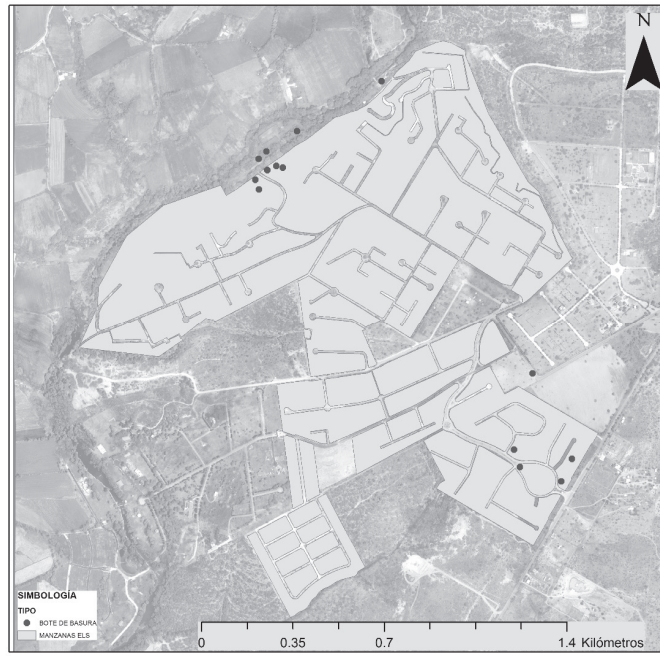 N
SIMBOLOGÍA
TIPO
BOTE DE BASURA
MANZANAS ELS
0 0.35 0.7 1.4 Kilómetros